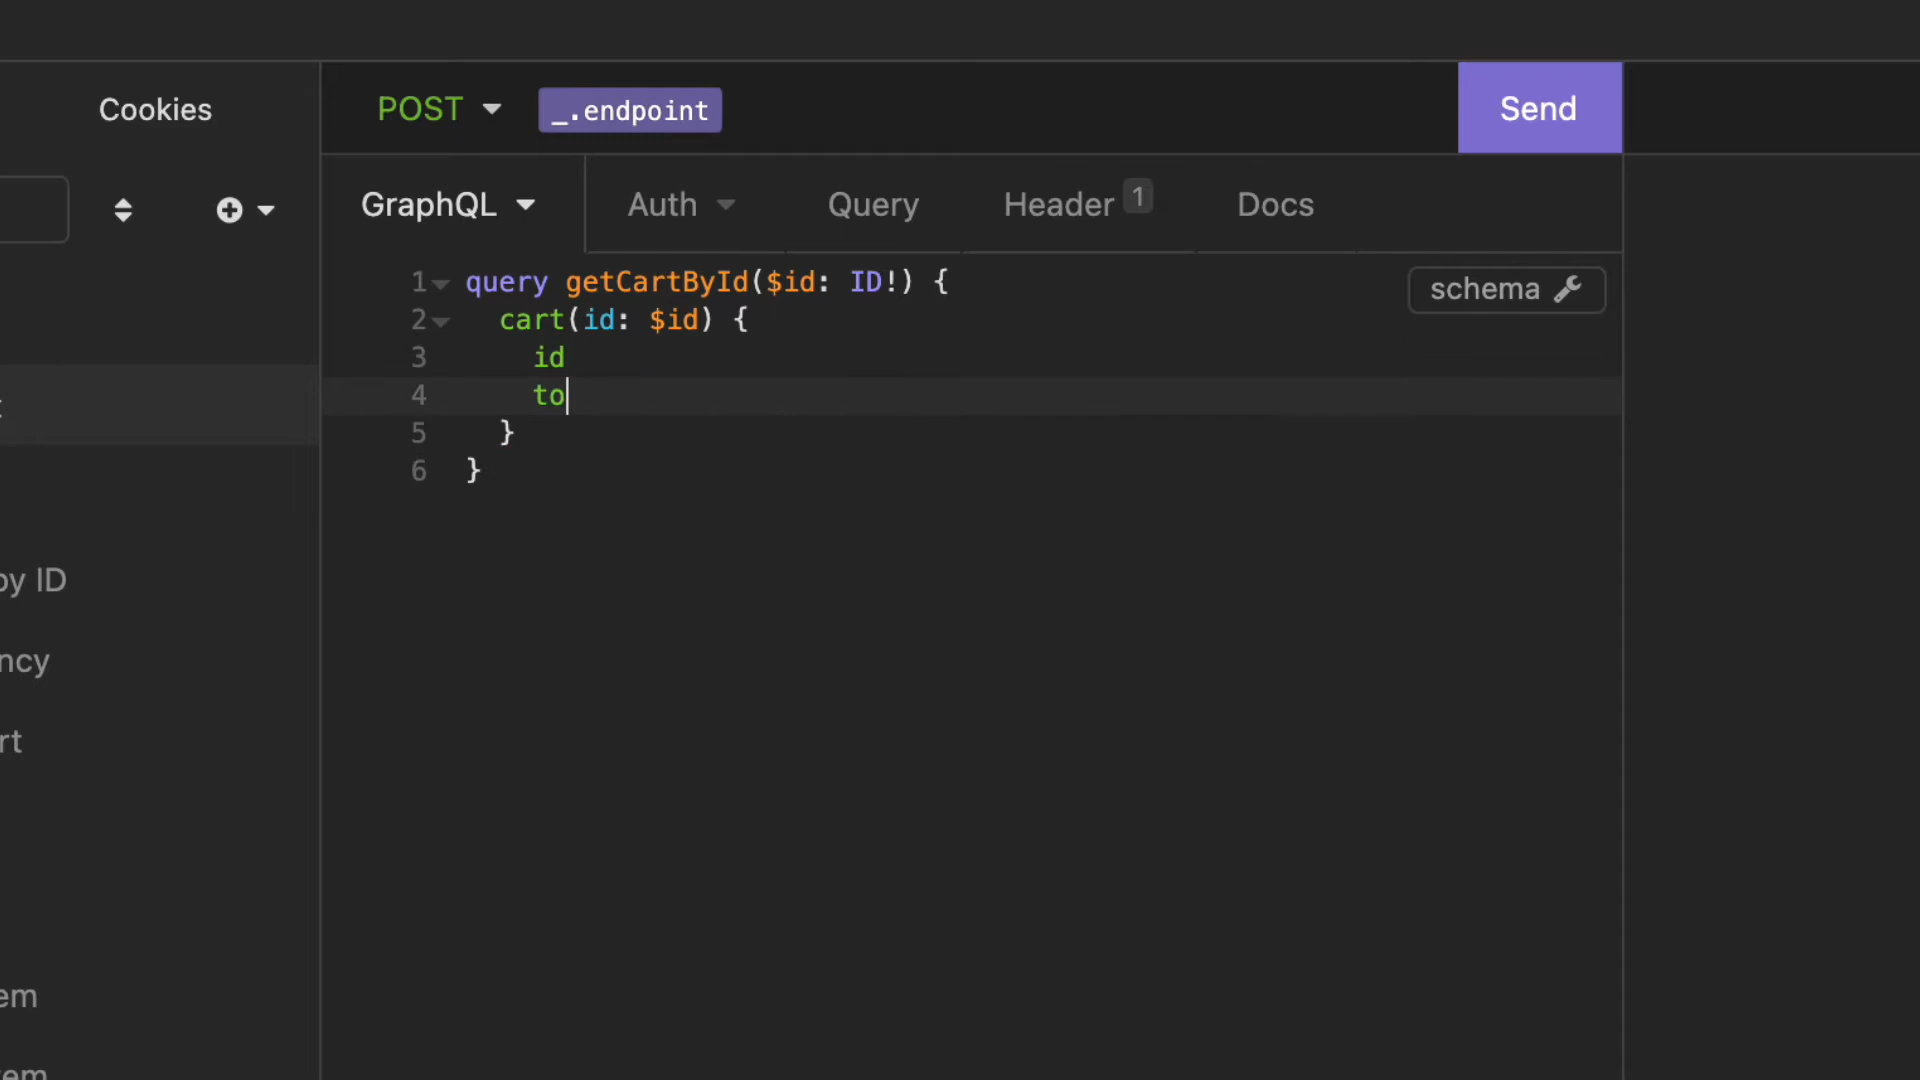 Cookies
POST
_.endpoint
Send
GraphQL
Auth
Query
Header 1
Docs
1 query getCartById($id: ID!) {
schema
2 cart(id: $id) {
3 id
4 to
5 }
6 }
by ID
ncy
rt
em